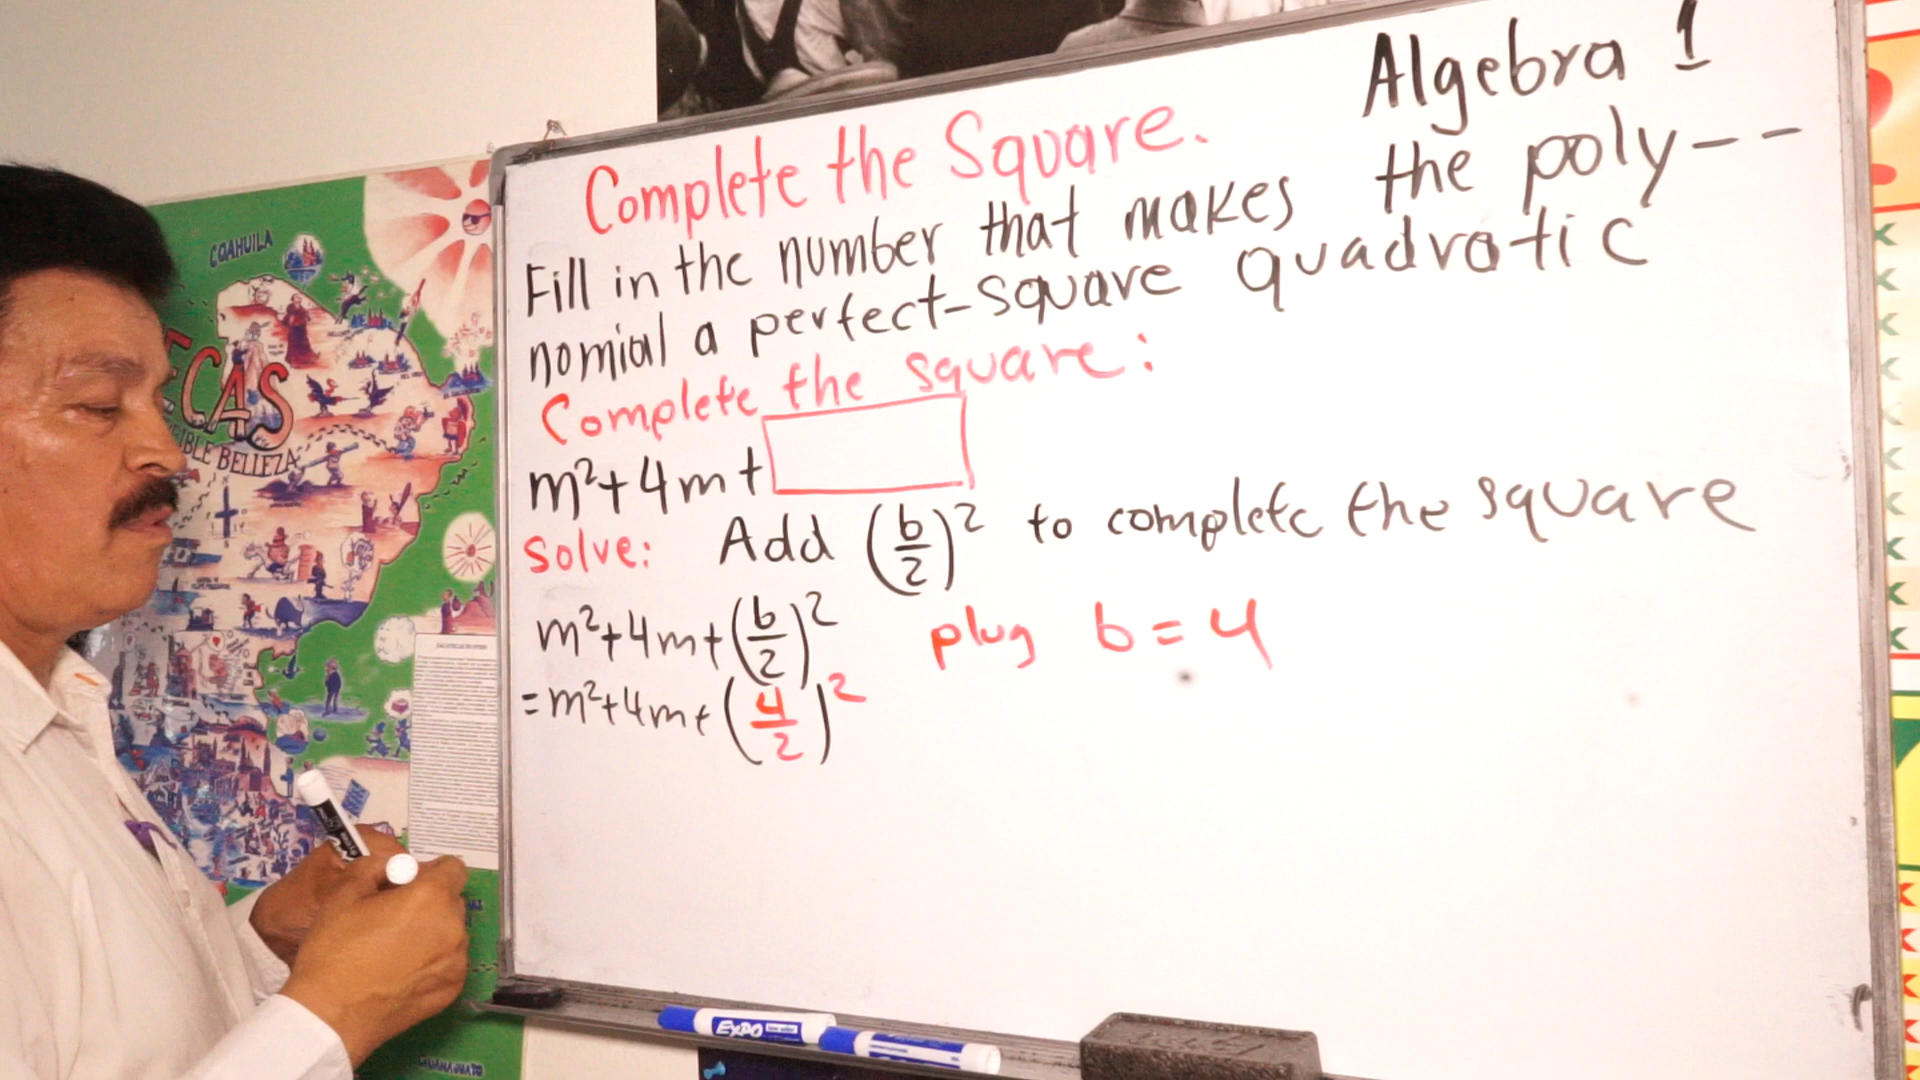 Algebra 1
Complete the Square.
Fill in the number that makes the poly--
nomial a perfect-square quadratic
Complete the square:
m²+4m+
Solve: Add (b/2)² to complete the square
m²+4m+(b/2)² plug b=4
=m²+4m+(4/2)²
COAHUILA
ECAS
IBLE BELLEZA
EXPO